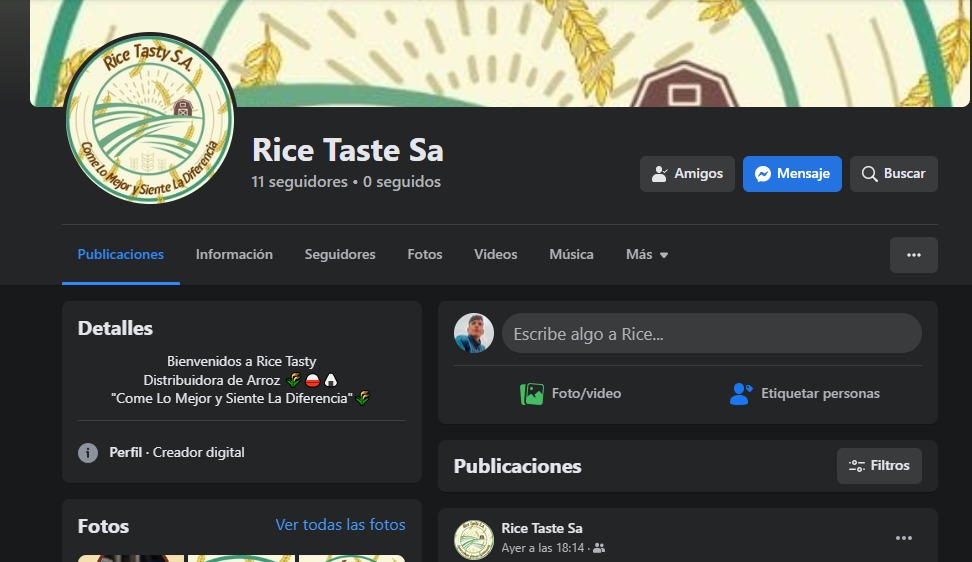 Rice Tasty S.A.
Come Lo Mejor y Siente La Diferencia
Rice Taste Sa
11 seguidores • 0 seguidos
Amigos
Mensaje
Buscar
Publicaciones
Información
Seguidores
Fotos
Videos
Música
Más
Detalles
Bienvenidos a Rice Tasty
Distribuidora de Arroz 🌾🍚🍙
"Come Lo Mejor y Siente La Diferencia"🌾
Perfil · Creador digital
Fotos
Ver todas las fotos
Escribe algo a Rice...
Foto/video
Etiquetar personas
Publicaciones
Filtros
Rice Taste Sa
Ayer a las 18:14 ·